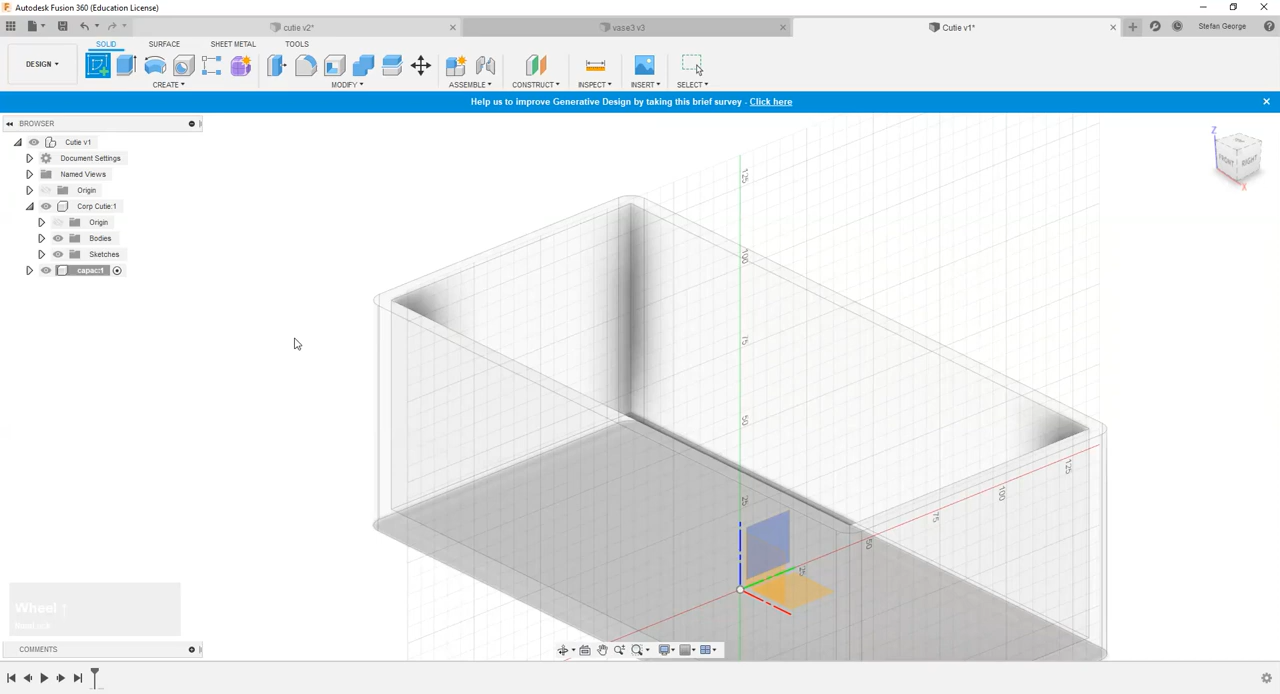 Autodesk Fusion 360 (Education License)
cutie v2*
vase3 v3
Cutie v1*
Stefan George
DESIGN
SOLID
SURFACE
SHEET METAL
TOOLS
CREATE
MODIFY
ASSEMBLE
CONSTRUCT
INSPECT
INSERT
SELECT
Help us to improve Generative Design by taking this brief survey - Click here
BROWSER
Cutie v1
Document Settings
Named Views
Origin
Corp Cutie:1
Origin
Bodies
Sketches
capac:1
Z
FRONT
RIGHT
X
125
100
75
50
25
125
100
75
50
25
Wheel ↑
COMMENTS